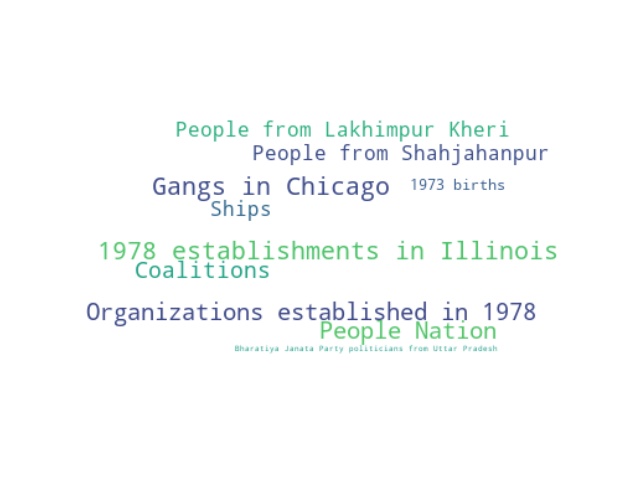 People from Lakhimpur Kheri
People from Shahjahanpur
Gangs in Chicago
1973 births
Ships
1978 establishments in Illinois
Coalitions
Organizations established in 1978
People Nation
Bharatiya Janata Party politicians from Uttar Pradesh